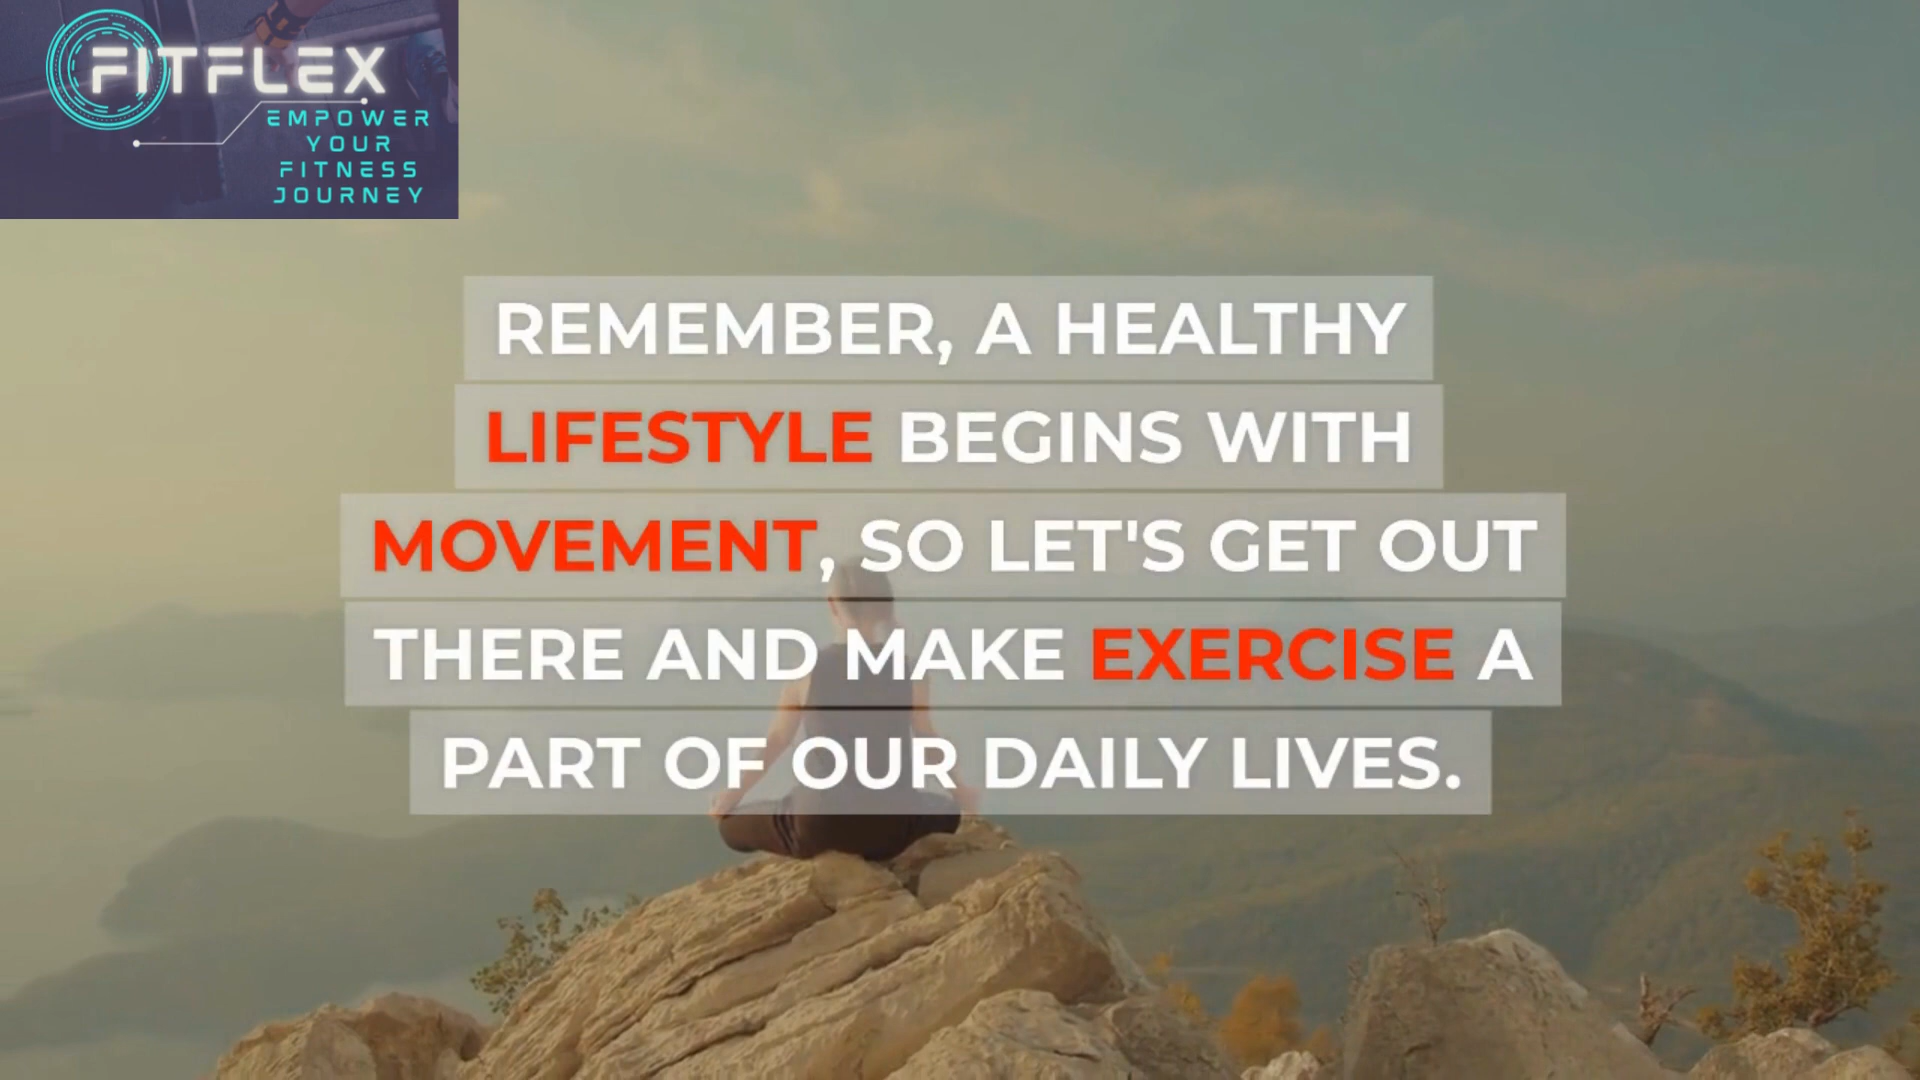 FITFLEX
EMPOWER
YOUR
FITNESS
JOURNEY
REMEMBER, A HEALTHY
LIFESTYLE BEGINS WITH
MOVEMENT, SO LET'S GET OUT
THERE AND MAKE EXERCISE A
PART OF OUR DAILY LIVES.